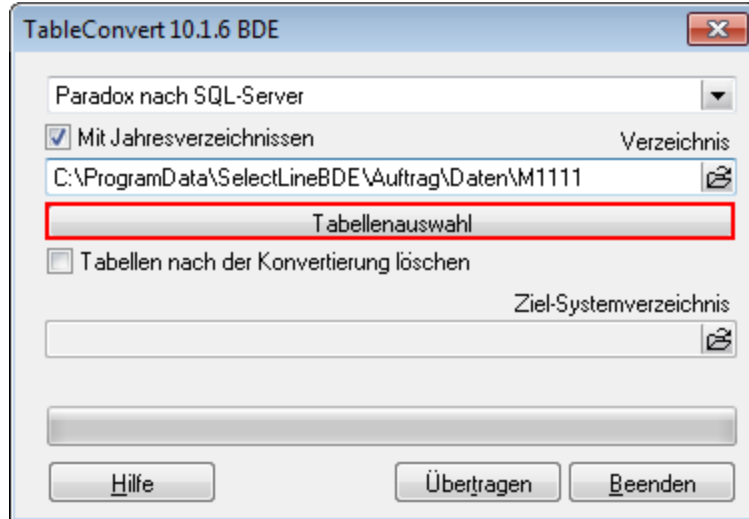 TableConvert 10.1.6 BDE
Paradox nach SQL-Server
Mit Jahresverzeichnissen Verzeichnis
C:\ProgramData\SelectLineBDE\Auftrag\Daten\M1111
Tabellenauswahl
Tabellen nach der Konvertierung löschen
Ziel-Systemverzeichnis
Hilfe Übertragen Beenden